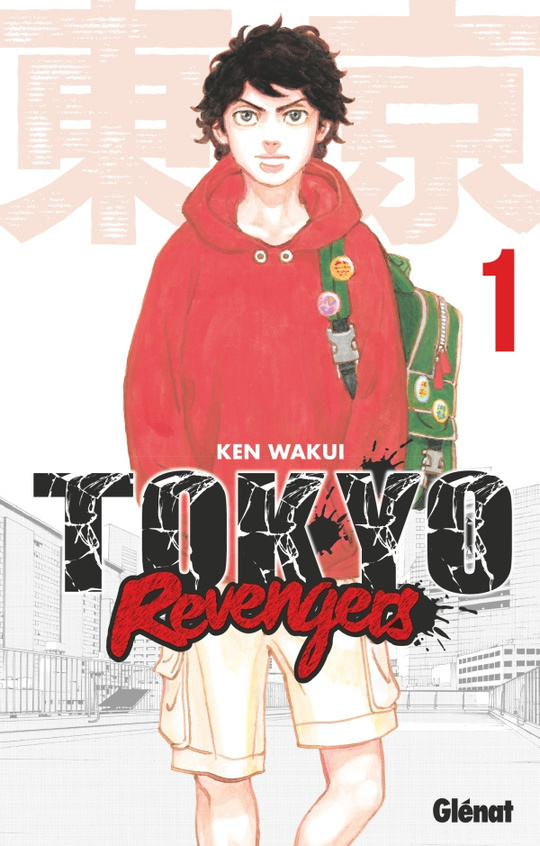 東京
1
KEN WAKUI
TOKYO
Revengers
Glénat